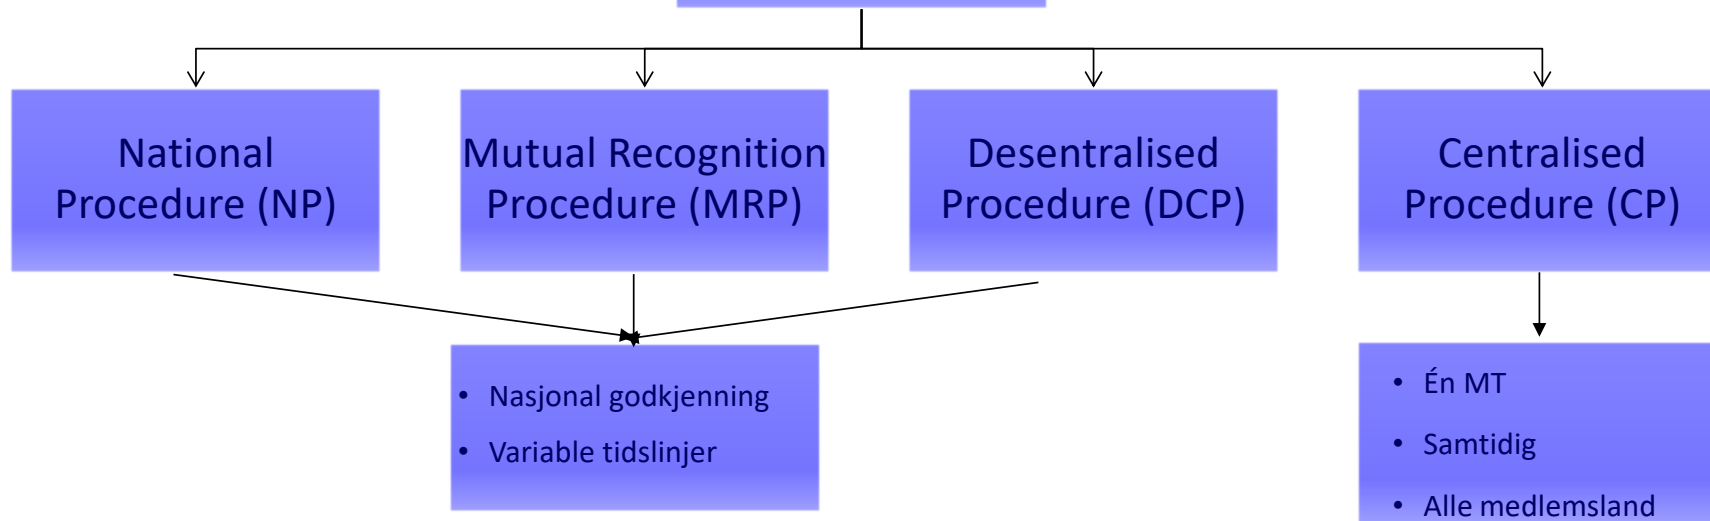 National
Procedure (NP)
Mutual Recognition
Procedure (MRP)
Desentralised
Procedure (DCP)
Centralised
Procedure (CP)
• Nasjonal godkjenning
• Variable tidslinjer
• Én MT
• Samtidig
• Alle medlemsland